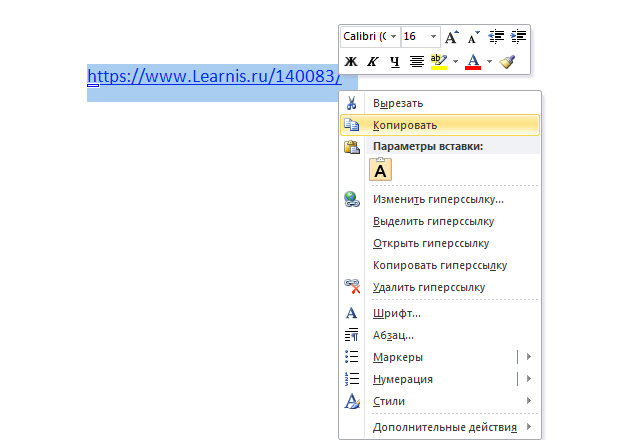 Calibri (С 16 A A
Ж К Ч ab A
https://www.Learnis.ru/140083/
Вырезать
Копировать
Параметры вставки:
A
Изменить гиперссылку...
Выделить гиперссылку
Открыть гиперссылку
Копировать гиперссылку
Удалить гиперссылку
А Шрифт...
Абзац...
Маркеры
Нумерация
Стили
Дополнительные действия